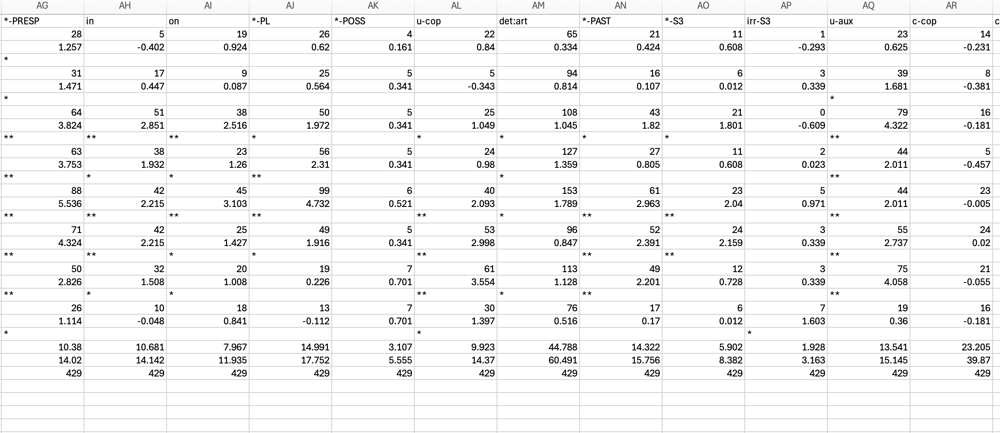 AG AH AI AJ AK AL AM AN AO AP AQ AR
*-PRESP in on *-PL *-POSS u-cop det:art *-PAST *-S3 irr-S3 u-aux c-cop c
28 5 19 26 4 22 65 21 11 1 23 14
1.257 -0.402 0.924 0.62 0.161 0.84 0.334 0.424 0.608 -0.293 0.625 -0.231
*
31 17 9 25 5 5 94 16 6 3 39 8
1.471 0.447 0.087 0.564 0.341 -0.343 0.814 0.107 0.012 0.339 1.681 -0.381
* *
64 51 38 50 5 25 108 43 21 0 79 16
3.824 2.851 2.516 1.972 0.341 1.049 1.045 1.82 1.801 -0.609 4.322 -0.181
** ** ** * * * * * **
63 38 23 56 5 24 127 27 11 2 44 5
3.753 1.932 1.26 2.31 0.341 0.98 1.359 0.805 0.608 0.023 2.011 -0.457
** * * ** * **
88 42 45 99 6 40 153 61 23 5 44 23
5.536 2.215 3.103 4.732 0.521 2.093 1.789 2.963 2.04 0.971 2.011 -0.005
** ** ** ** ** * ** ** **
71 42 25 49 5 53 96 52 24 3 55 24
4.324 2.215 1.427 1.916 0.341 2.998 0.847 2.391 2.159 0.339 2.737 0.02
** ** * * ** ** ** **
50 32 20 19 7 61 113 49 12 3 75 21
2.826 1.508 1.008 0.226 0.701 3.554 1.128 2.201 0.728 0.339 4.058 -0.055
** * * ** * ** **
26 10 18 13 7 30 76 17 6 7 19 16
1.114 -0.048 0.841 -0.112 0.701 1.397 0.516 0.17 0.012 1.603 0.36 -0.181
* * *
10.38 10.681 7.967 14.991 3.107 9.923 44.788 14.322 5.902 1.928 13.541 23.205
14.02 14.142 11.935 17.752 5.555 14.37 60.491 15.756 8.382 3.163 15.145 39.87
429 429 429 429 429 429 429 429 429 429 429 429